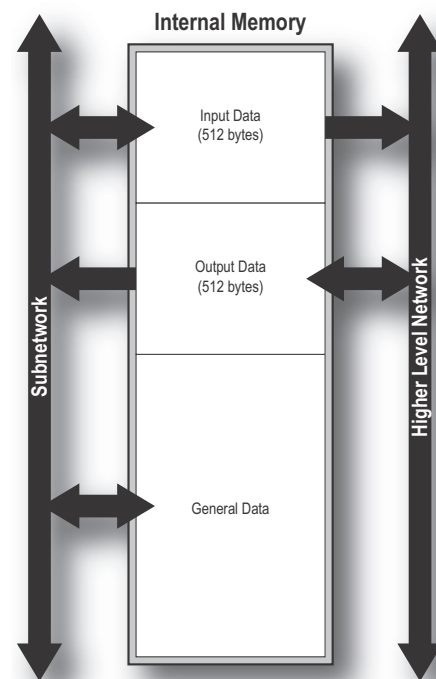 Internal Memory
Input Data
(512 bytes)
Output Data
(512 bytes)
General Data
Subnetwork
Higher Level Network